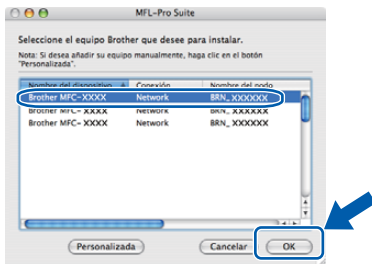 MFL-Pro Suite
Seleccione el equipo Brother que desee para instalar.
Nota: Si desea añadir su equipo manualmente, haga clic en el botón
"Personalizada".
Nombre del dispositivo Conexión Nombre del nodo
Brother MFC-XXXX Network BRN_XXXXXX
Brother MFC-XXXX Network BRN_XXXXXX
Brother MFC-XXXX Network BRN_XXXXXX
Personalizada Cancelar OK